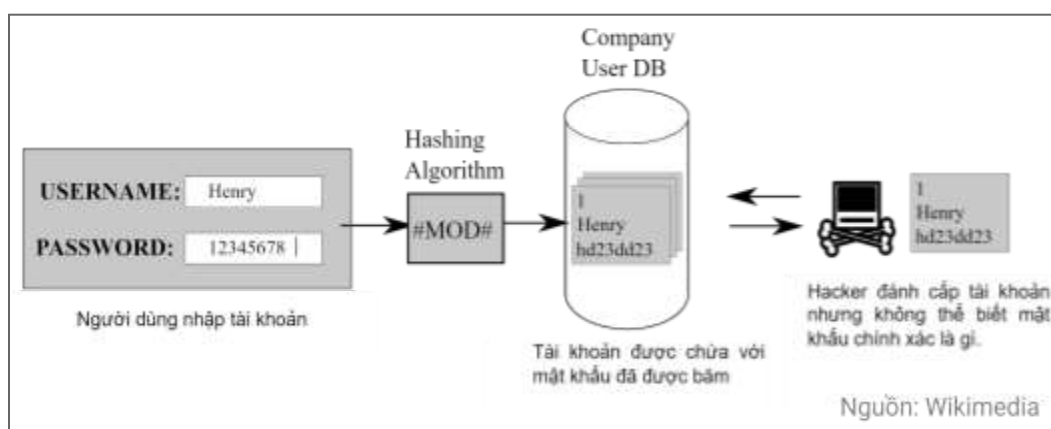 Company
User DB
Hashing
Algorithm
USERNAME: Henry
PASSWORD: 12345678
#MOD#
1
Henry
hd23dd23
1
Henry
hd23dd23
Người dùng nhập tài khoản
Tài khoản được chứa với
mật khẩu đã được băm
Hacker đánh cắp tài khoản
nhưng không thể biết mật
khẩu chính xác là gì.
Nguồn: Wikimedia